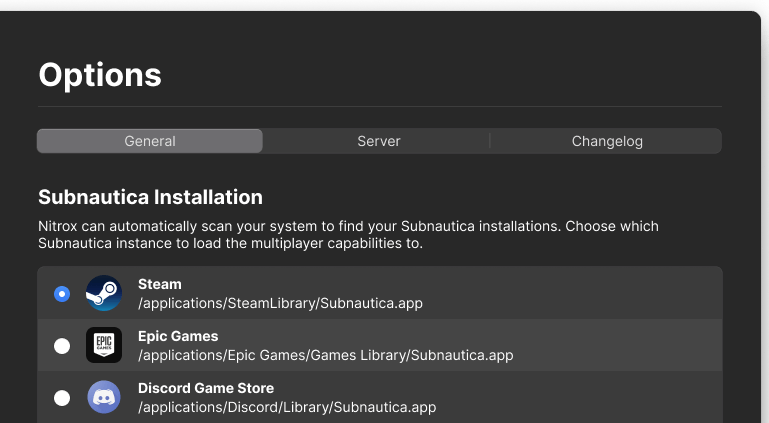 Options
General Server Changelog
Subnautica Installation
Nitrox can automatically scan your system to find your Subnautica installations. Choose which
Subnautica instance to load the multiplayer capabilities to.
Steam
/applications/SteamLibrary/Subnautica.app
EPIC
GAMES
Epic Games
/applications/Epic Games/Games Library/Subnautica.app
Discord Game Store
/applications/Discord/Library/Subnautica.app